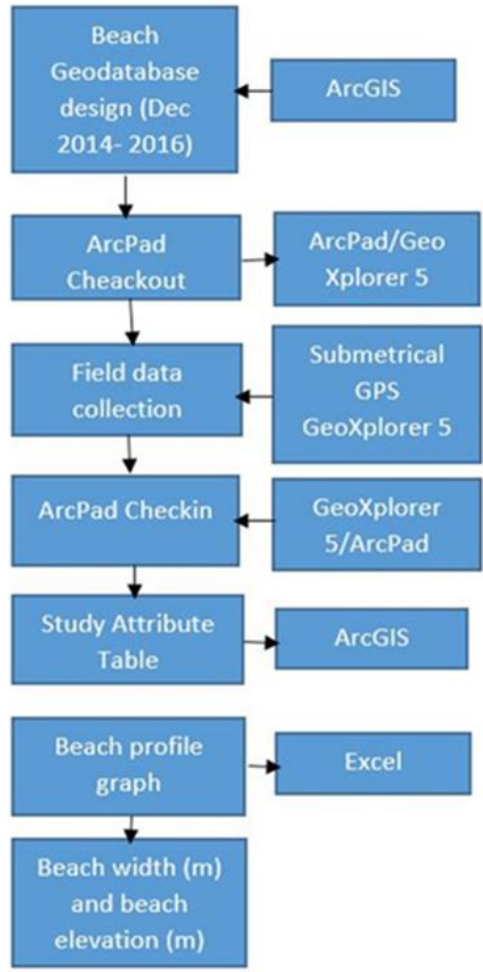 Beach
Geodatabase
design (Dec
2014- 2016)
ArcGIS
ArcPad
Cheackout
ArcPad/Geo
Xplorer 5
Field data
collection
Submetrical
GPS
GeoXplorer 5
ArcPad Checkin
GeoXplorer
5/ArcPad
Study Attribute
Table
ArcGIS
Beach profile
graph
Excel
Beach width (m)
and beach
elevation (m)